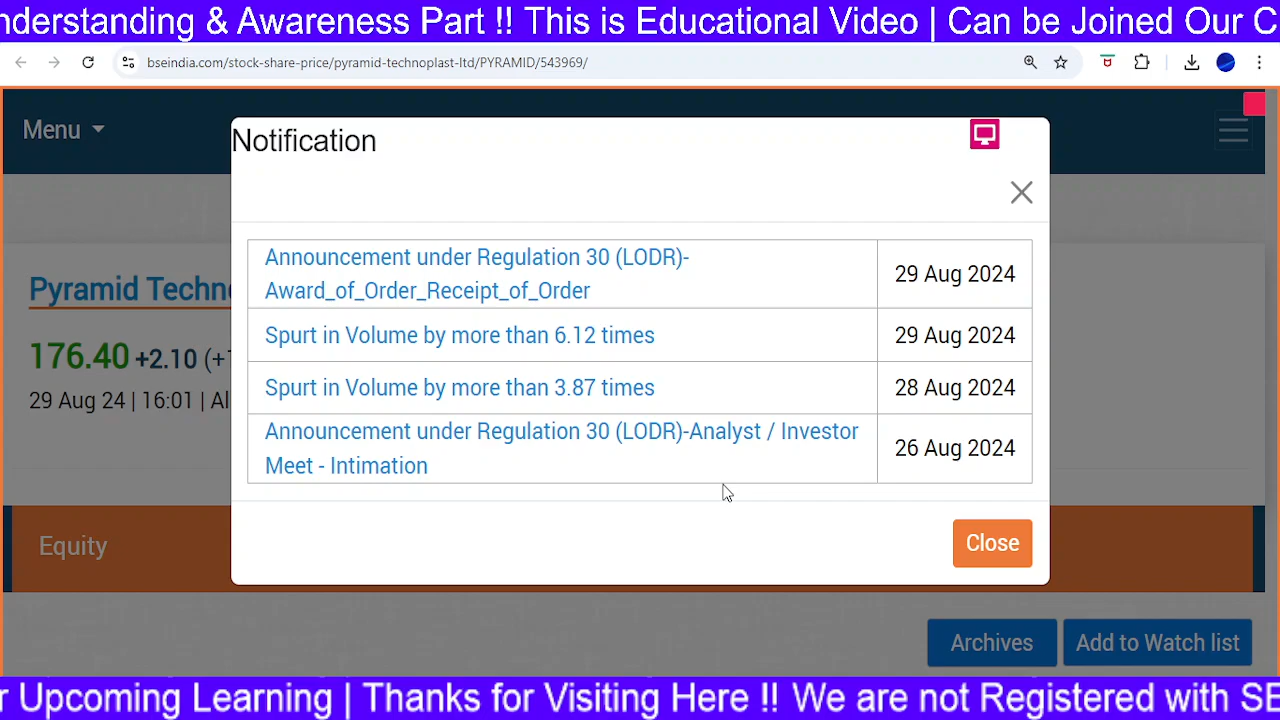 nderstanding & Awareness Part !! This is Educational Video | Can be Joined Our C
bseindia.com/stock-share-price/pyramid-technoplast-ltd/PYRAMID/543969/
Menu
Notification
Announcement under Regulation 30 (LODR)-
Award_of_Order_Receipt_of_Order
29 Aug 2024
Spurt in Volume by more than 6.12 times
29 Aug 2024
Spurt in Volume by more than 3.87 times
28 Aug 2024
Announcement under Regulation 30 (LODR)-Analyst / Investor
Meet - Intimation
26 Aug 2024
Close
Pyramid Techn
176.40 +2.10 (+
29 Aug 24 | 16:01 | Al
Equity
Archives
Add to Watch list
r Upcoming Learning | Thanks for Visiting Here !! We are not Registered with SE